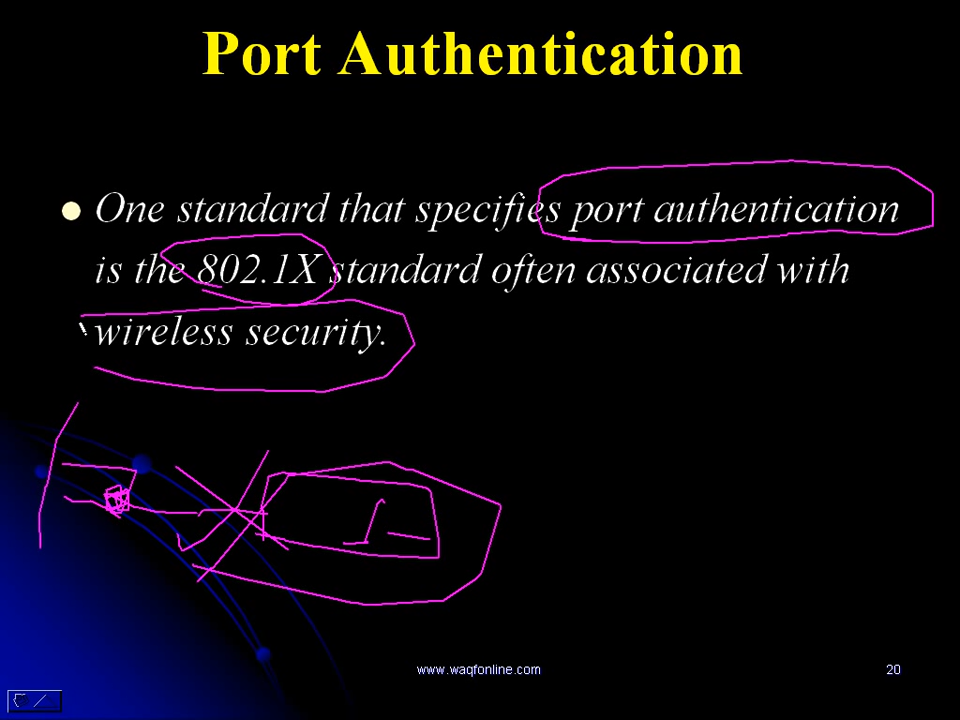 Port Authentication
One standard that specifies port authentication
is the 802.1X standard often associated with
wireless security.
www.waqfonline.com
20